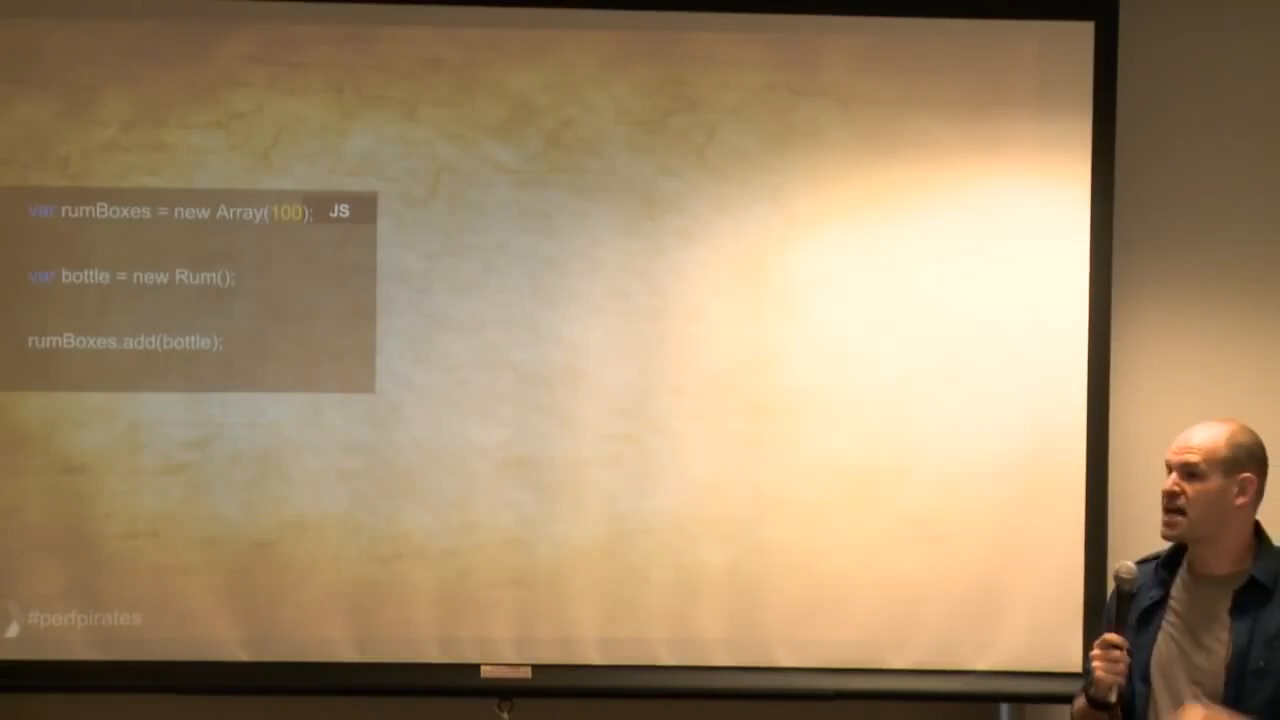 var rumBoxes = new Array(100); JS
var bottle = new Rum();
rumBoxes.add(bottle);
#perfpirates